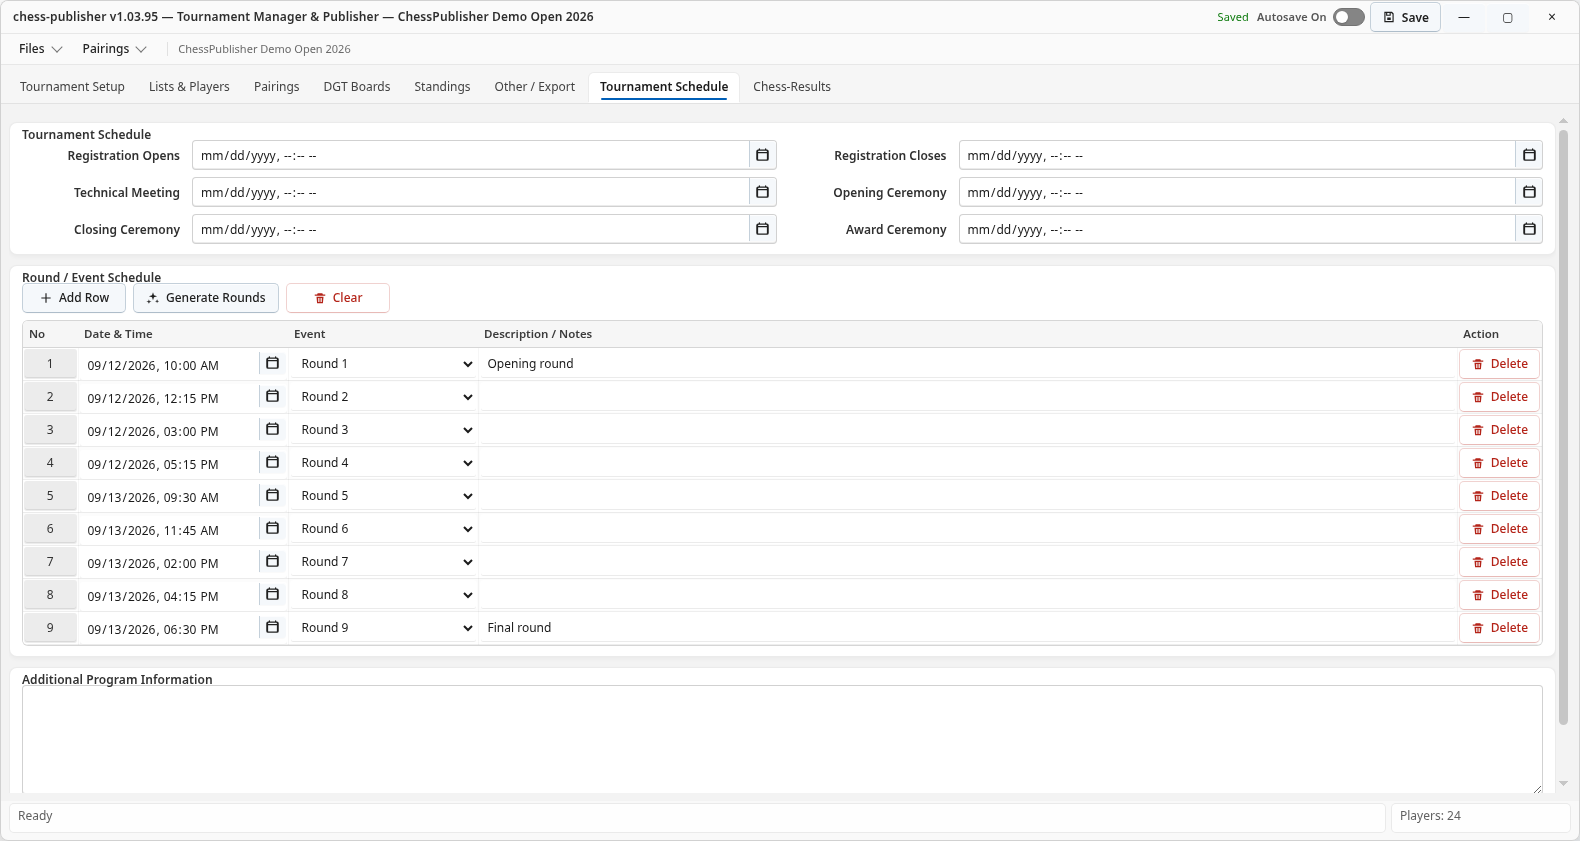 chess-publisher v1.03.95 — Tournament Manager & Publisher — ChessPublisher Demo Open 2026
Saved Autosave On Save
Files Pairings ChessPublisher Demo Open 2026
Tournament Setup Lists & Players Pairings DGT Boards Standings Other / Export Tournament Schedule Chess-Results
Tournament Schedule
Registration Opens mm/dd/yyyy, --:-- -- Registration Closes mm/dd/yyyy, --:-- --
Technical Meeting mm/dd/yyyy, --:-- -- Opening Ceremony mm/dd/yyyy, --:-- --
Closing Ceremony mm/dd/yyyy, --:-- -- Award Ceremony mm/dd/yyyy, --:-- --
Round / Event Schedule
Add Row Generate Rounds Clear
No Date & Time Event Description / Notes Action
1 09/12/2026, 10:00 AM Round 1 Opening round Delete
2 09/12/2026, 12:15 PM Round 2 Delete
3 09/12/2026, 03:00 PM Round 3 Delete
4 09/12/2026, 05:15 PM Round 4 Delete
5 09/13/2026, 09:30 AM Round 5 Delete
6 09/13/2026, 11:45 AM Round 6 Delete
7 09/13/2026, 02:00 PM Round 7 Delete
8 09/13/2026, 04:15 PM Round 8 Delete
9 09/13/2026, 06:30 PM Round 9 Final round Delete
Additional Program Information
Ready Players: 24